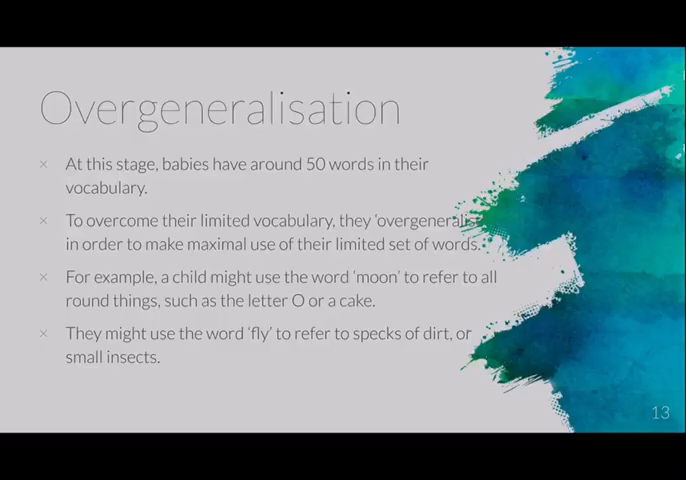 Overgeneralisation
× At this stage, babies have around 50 words in their
vocabulary.
× To overcome their limited vocabulary, they
in order to make maximal use of their limited set of words.
× For example, a child might use the word ‘moon’ to refer to all
round things, such as the letter O or a cake.
× They might use the word ‘fly’ to refer to specks of dirt, or
small insects.
13